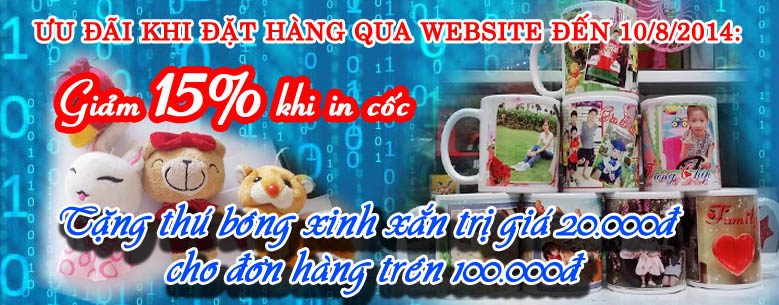 ƯU ĐÃI KHI ĐẶT HÀNG QUA WEBSITE ĐẾN 10/8/2014:
Giảm 15% khi in cốc
Tặng thú bông xinh xắn trị giá 20.000đ
cho đơn hàng trên 100.000đ
Family